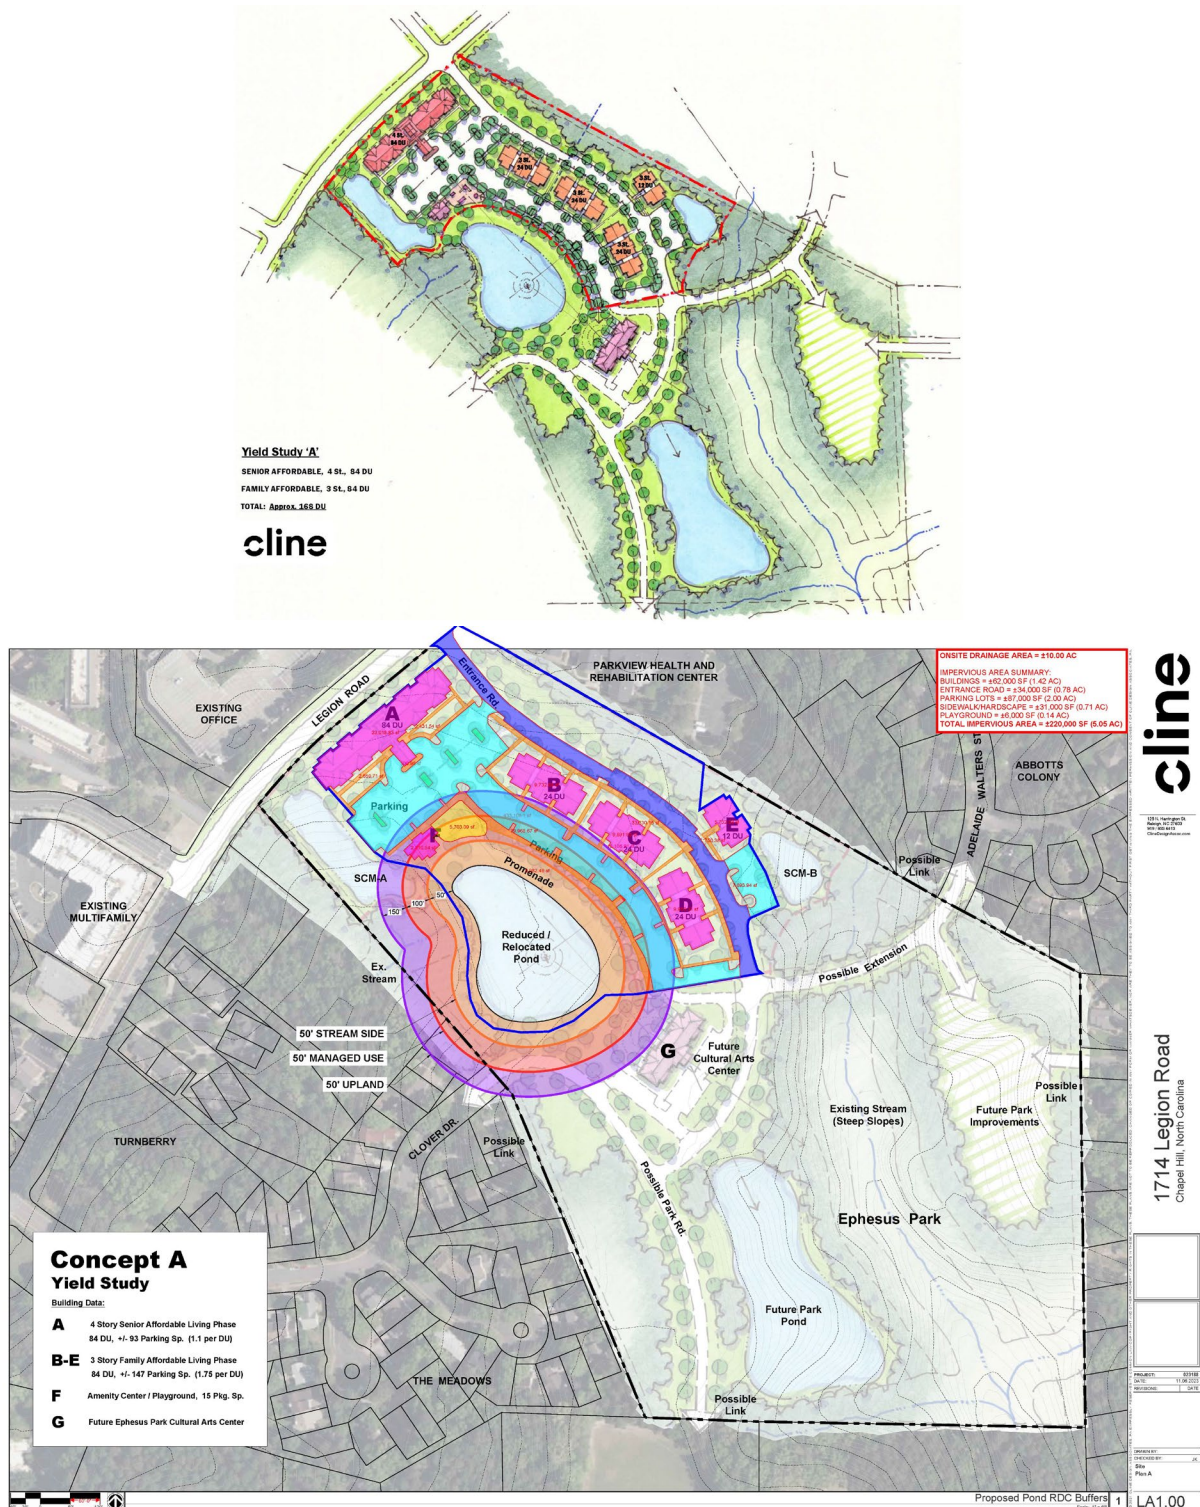 4 St.
84 DU
3 St.
24 DU
3 St.
24 DU
3 St.
12 DU
3 St.
24 DU
Yield Study 'A'
SENIOR AFFORDABLE, 4 St., 84 DU
FAMILY AFFORDABLE, 3 St., 84 DU
TOTAL: Approx. 168 DU
cline
ONSITE DRAINAGE AREA = ±10.00 AC
IMPERVIOUS AREA SUMMARY:
BUILDINGS = ±62,000 SF (1.42 AC)
ENTRANCE ROAD = ±34,000 SF (0.78 AC)
PARKING LOTS = ±87,000 SF (2.00 AC)
SIDEWALK/HARDSCAPE = ±31,000 SF (0.71 AC)
PLAYGROUND = ±6,000 SF (0.14 AC)
TOTAL IMPERVIOUS AREA = ±220,000 SF (5.05 AC)
PARKVIEW HEALTH AND
REHABILITATION CENTER
EXISTING
OFFICE
LEGION ROAD
Entrance Rd.
A
84 DU
Parking
B
24 DU
C
24 DU
D
24 DU
E
12 DU
F
Parking
Promenade
ABBOTTS
COLONY
ADELAIDE WALTERS ST
Possible
Link
SCM-A
SCM-B
150'
100'
50'
EXISTING
MULTIFAMILY
Reduced /
Relocated
Pond
Ex.
Stream
Possible Extension
50' STREAM SIDE
50' MANAGED USE
50' UPLAND
G
Future
Cultural Arts
Center
Existing Stream
(Steep Slopes)
Future Park
Improvements
Possible
Link
TURNBERRY
CLOVER DR.
Possible
Link
Possible Park Rd.
Ephesus Park
Future Park
Pond
THE MEADOWS
Possible
Link
Concept A
Yield Study
Building Data:
A 4 Story Senior Affordable Living Phase
84 DU, +/- 93 Parking Sp. (1.1 per DU)
B-E 3 Story Family Affordable Living Phase
84 DU, +/- 147 Parking Sp. (1.75 per DU)
F Amenity Center / Playground, 15 Pkg. Sp.
G Future Ephesus Park Cultural Arts Center
cline
1714 Legion Road
Chapel Hill, North Carolina
PROJECT:
DATE:
REVISIONS: DATE
DRAWN BY:
CHECKED BY: JK
Site
Plan A
Proposed Pond RDC Buffers
1
LA1.00